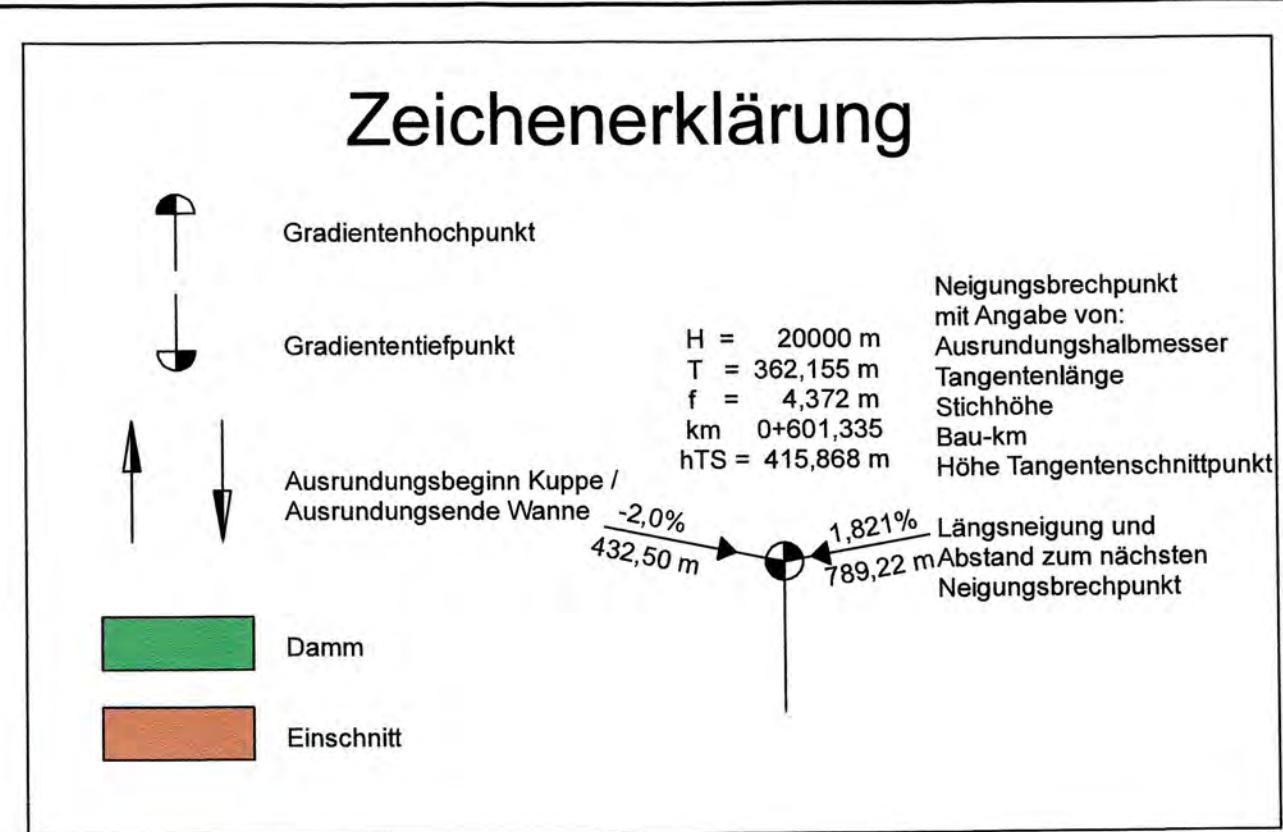 Zeichenerklärung
Gradientenhochpunkt
Gradiententiefpunkt
Ausrundungsbeginn Kuppe /
Ausrundungsende Wanne
Damm
Einschnitt
H = 20000 m
T = 362,155 m
f = 4,372 m
km 0+601,335
hTS = 415,868 m
Neigungsbrechpunkt
mit Angabe von:
Ausrundungshalbmesser
Tangentenlänge
Stichhöhe
Bau-km
Höhe Tangentenschnittpunkt
-2,0%
432,50 m
1,821%
789,22 m
Längsneigung und
Abstand zum nächsten
Neigungsbrechpunkt